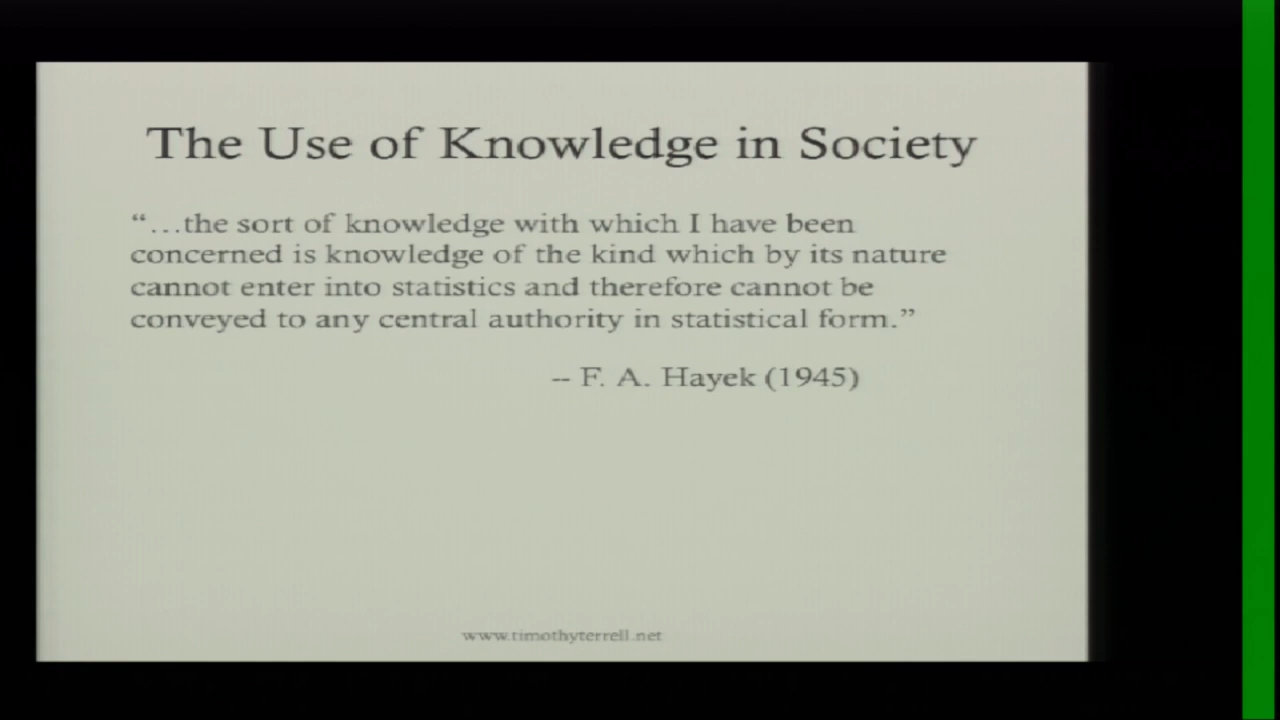 The Use of Knowledge in Society
“…the sort of knowledge with which I have been
concerned is knowledge of the kind which by its nature
cannot enter into statistics and therefore cannot be
conveyed to any central authority in statistical form.”
-- F. A. Hayek (1945)
www.timothyterrell.net